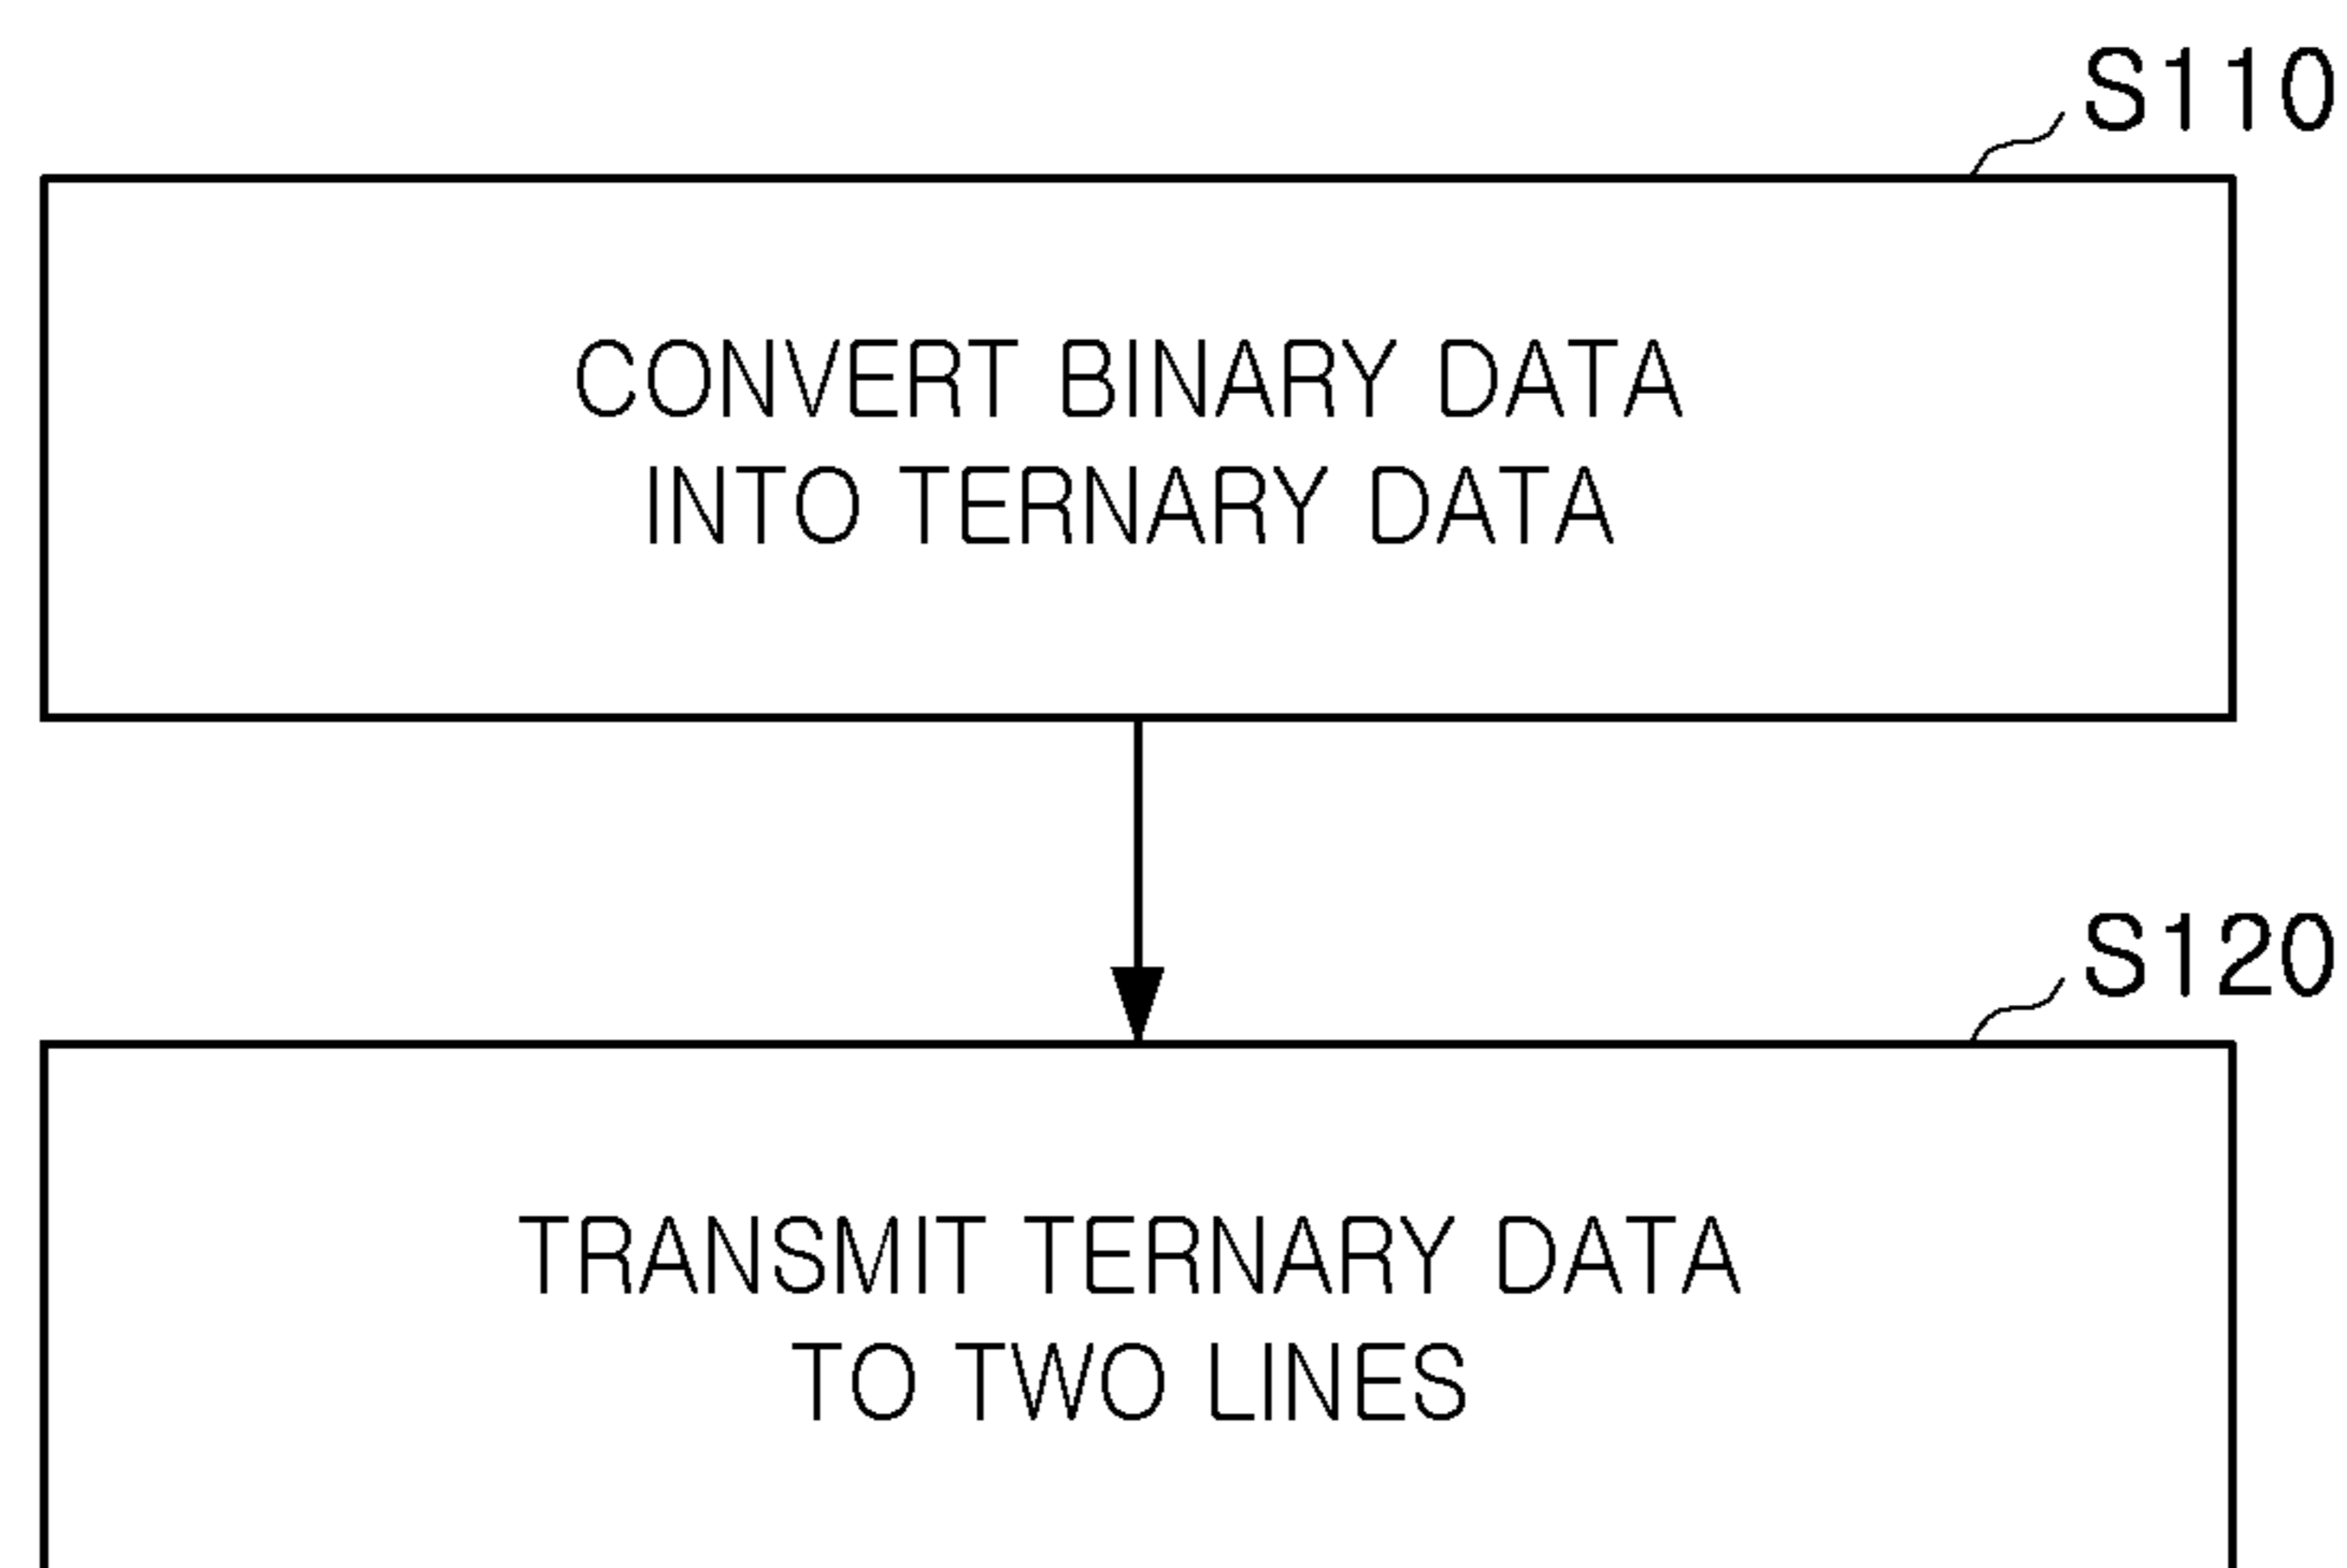 S110
CONVERT BINARY DATA
INTO TERNARY DATA
S120
TRANSMIT TERNARY DATA
TO TWO LINES